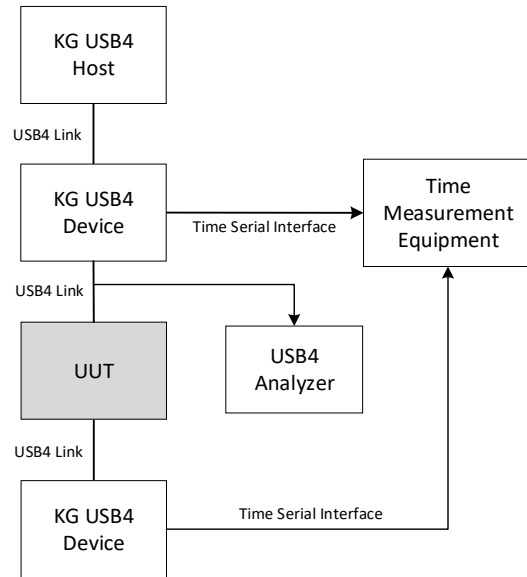 KG USB4
Host
USB4 Link
KG USB4
Device
Time Serial Interface
Time
Measurement
Equipment
USB4 Link
UUT
USB4
Analyzer
USB4 Link
KG USB4
Device
Time Serial Interface